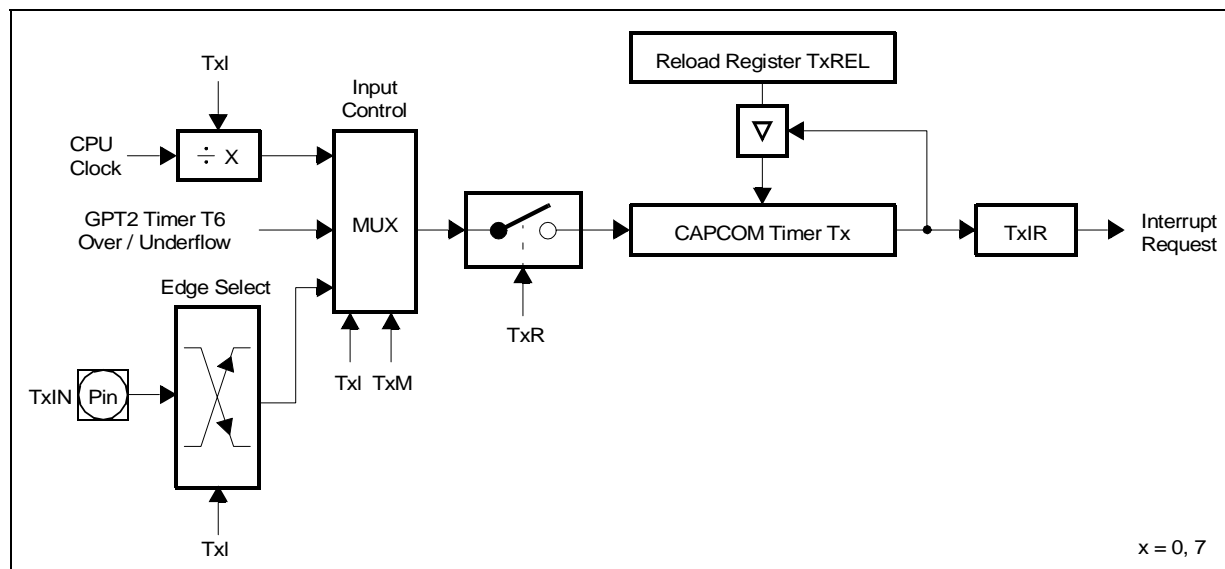 Reload Register TxREL
TxI
Input
Control
CPU
Clock
÷ X
GPT2 Timer T6
Over / Underflow
MUX
CAPCOM Timer Tx
TxIR
Interrupt
Request
Edge Select
TxR
TxI
TxM
TxIN
Pin
TxI
x = 0, 7